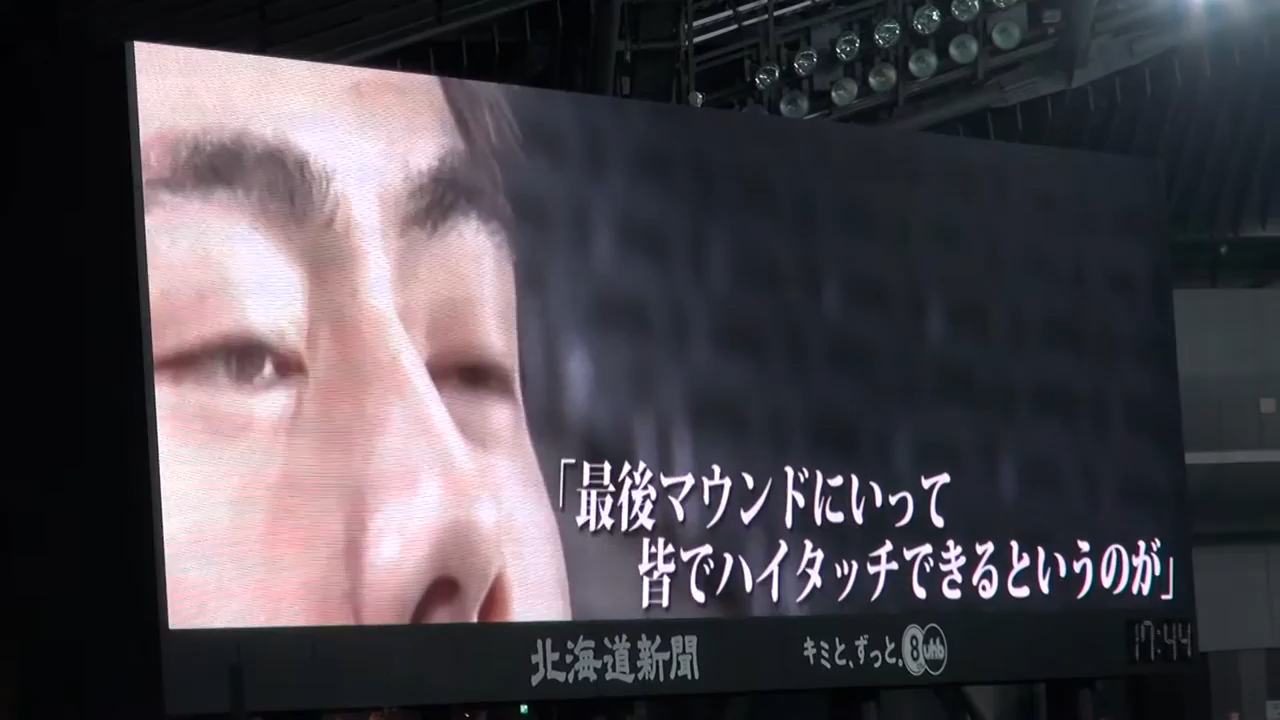 「最後マウンドにいって
皆でハイタッチできるというのが」
北海道新聞
キミと、ずっと。
8 uhb
17:44